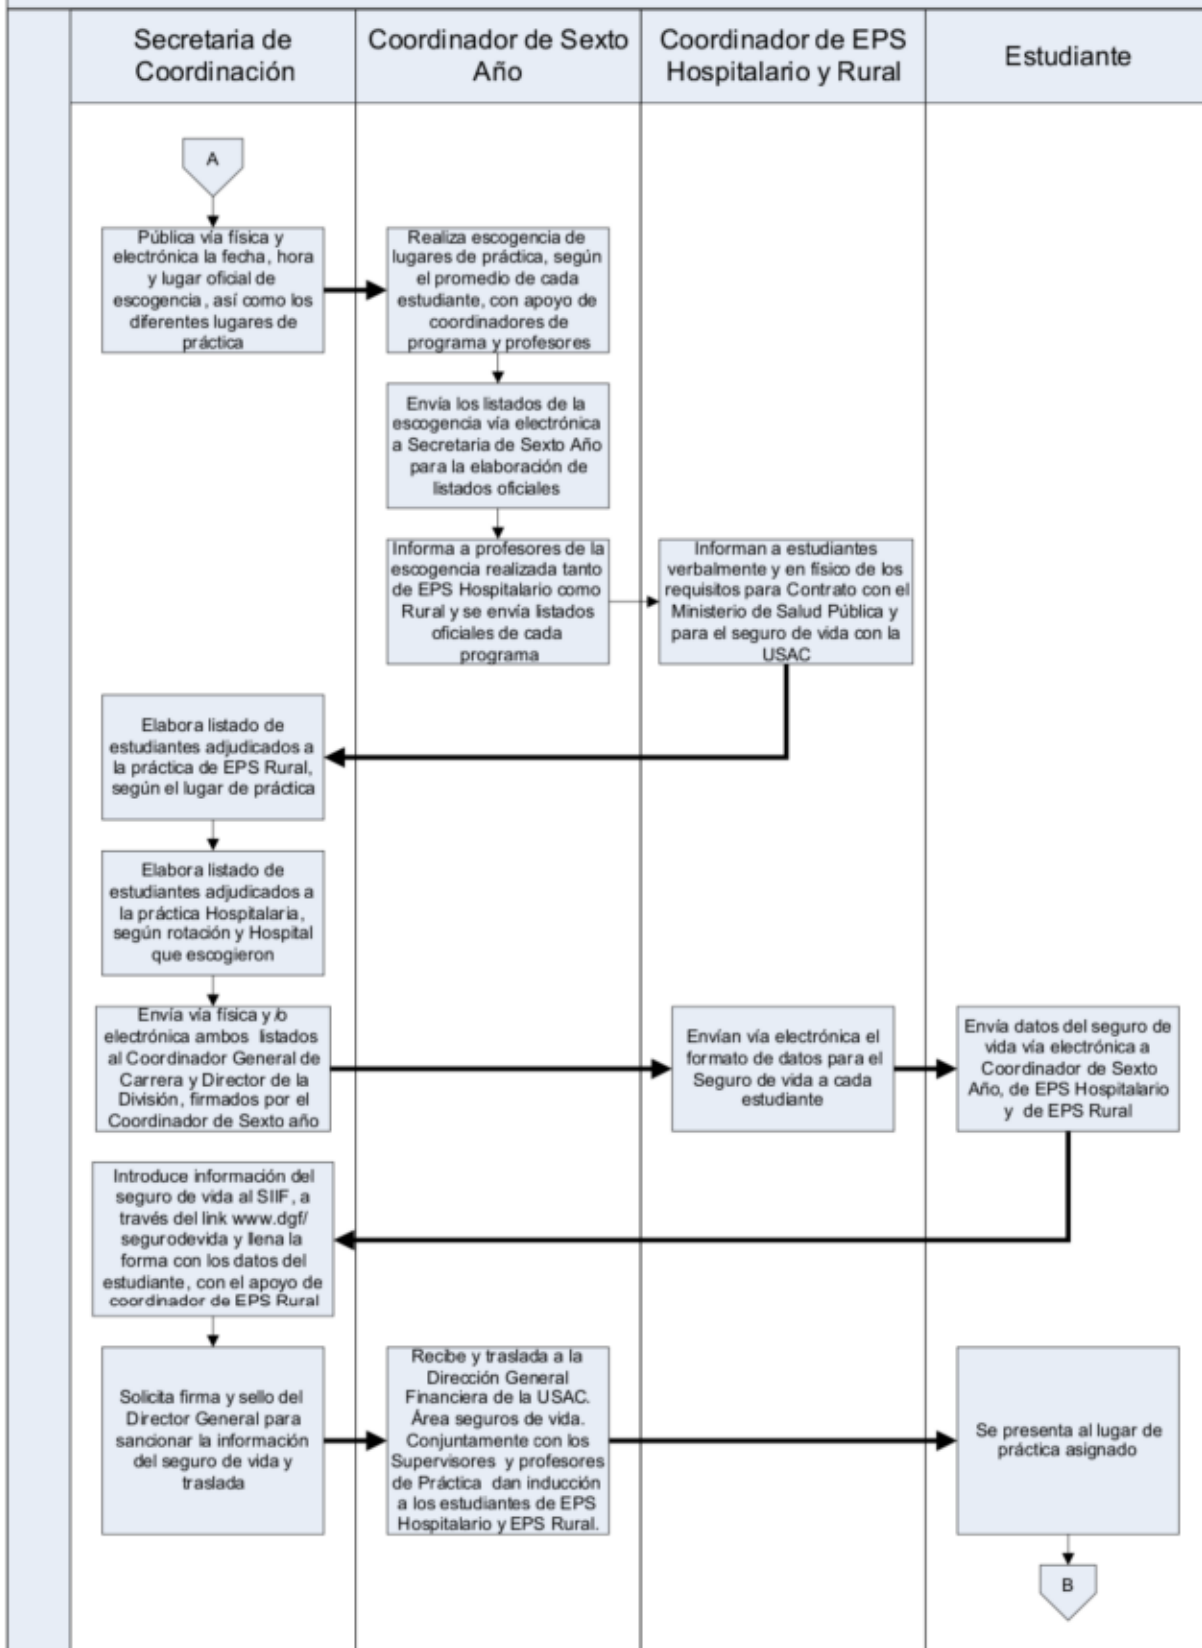 Secretaria de
Coordinación
Coordinador de Sexto
Año
Coordinador de EPS
Hospitalario y Rural
Estudiante
A
Pública vía física y
electrónica la fecha, hora
y lugar oficial de
escogencia, así como los
diferentes lugares de
práctica
Realiza escogencia de
lugares de práctica, según
el promedio de cada
estudiante, con apoyo de
coordinadores de
programa y profesores
Envía los listados de la
escogencia vía electrónica
a Secretaria de Sexto Año
para la elaboración de
listados oficiales
Informa a profesores de la
escogencia realizada tanto
de EPS Hospitalario como
Rural y se envía listados
oficiales de cada
programa
Informan a estudiantes
verbalmente y en físico de los
requisitos para Contrato con el
Ministerio de Salud Pública y
para el seguro de vida con la
USAC
Elabora listado de
estudiantes adjudicados a
la práctica de EPS Rural,
según el lugar de práctica
Elabora listado de
estudiantes adjudicados a
la práctica Hospitalaria,
según rotación y Hospital
que escogieron
Envía vía física y /o
electrónica ambos listados
al Coordinador General de
Carrera y Director de la
División, firmados por el
Coordinador de Sexto año
Envían vía electrónica el
formato de datos para el
Seguro de vida a cada
estudiante
Envía datos del seguro de
vida vía electrónica a
Coordinador de Sexto
Año, de EPS Hospitalario
y de EPS Rural
Introduce información del
seguro de vida al SIIF, a
través del link www.dgf/
segurodevida y llena la
forma con los datos del
estudiante, con el apoyo de
coordinador de EPS Rural
Solicita firma y sello del
Director General para
sancionar la información
del seguro de vida y
traslada
Recibe y traslada a la
Dirección General
Financiera de la USAC.
Área seguros de vida.
Conjuntamente con los
Supervisores y profesores
de Práctica dan inducción
a los estudiantes de EPS
Hospitalario y EPS Rural.
Se presenta al lugar de
práctica asignado
B